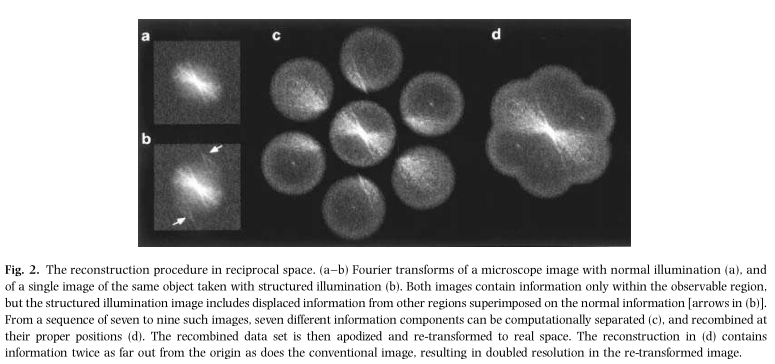 a
c
d
b
Fig. 2. The reconstruction procedure in reciprocal space. (a–b) Fourier transforms of a microscope image with normal illumination (a), and
of a single image of the same object taken with structured illumination (b). Both images contain information only within the observable region,
but the structured illumination image includes displaced information from other regions superimposed on the normal information [arrows in (b)].
From a sequence of seven to nine such images, seven different information components can be computationally separated (c), and recombined at
their proper positions (d). The recombined data set is then apodized and re-transformed to real space. The reconstruction in (d) contains
information twice as far out from the origin as does the conventional image, resulting in doubled resolution in the re-transformed image.